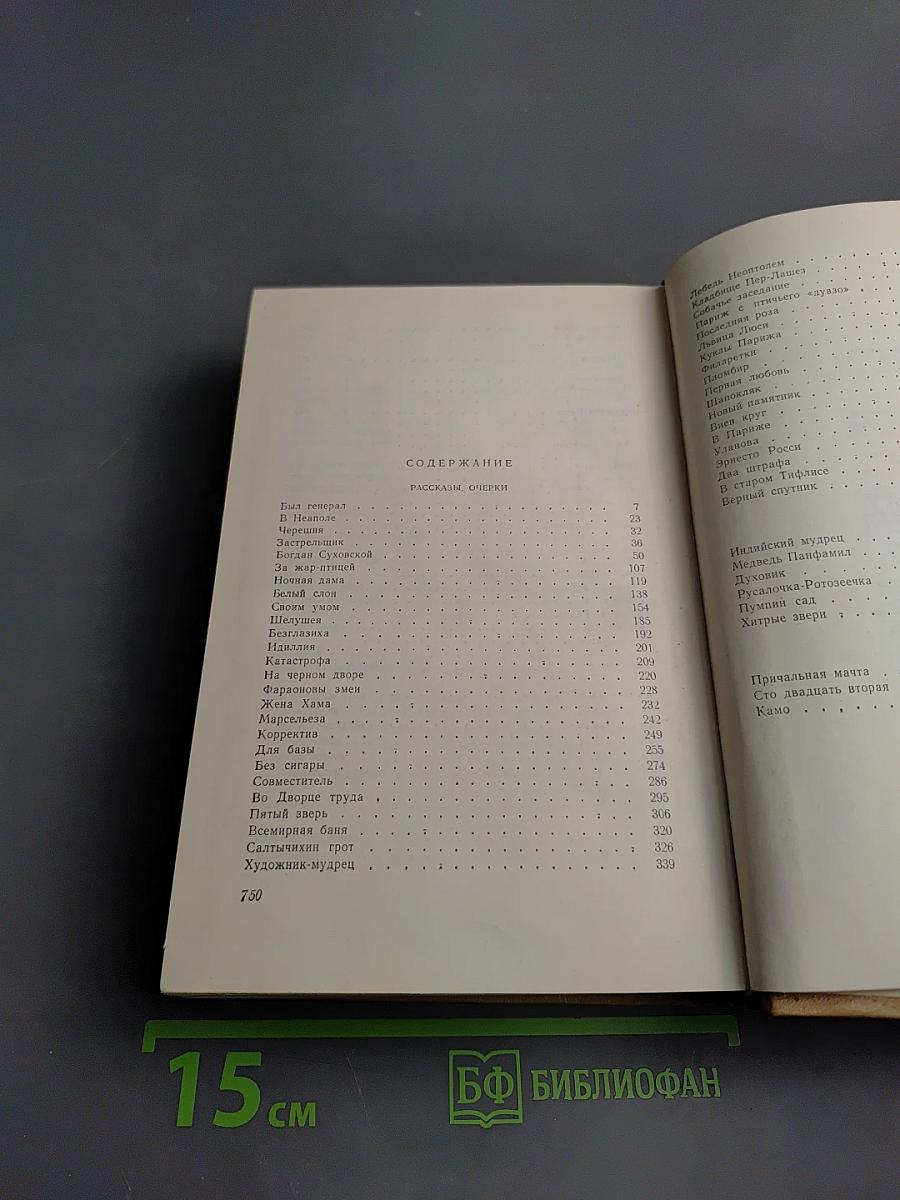 СОДЕРЖАНИЕ
РАССКАЗЫ, ОЧЕРКИ
Был генерал . . . . . . . . . . . . . . . 7
В Неаполе . . . . . . . . . . . . . . . 23
Черешня . . . . . . . . . . . . . . . 32
Застрельщик . . . . . . . . . . . . . . . 36
Богдан Суховской . . . . . . . . . . . . . . . 50
За жар-птицей . . . . . . . . . . . . . . . 107
Ночная дама . . . . . . . . . . . . . . . 119
Белый слон . . . . . . . . . . . . . . . 138
Своим умом . . . . . . . . . . . . . . . 154
Шелушея . . . . . . . . . . . . . . . 185
Безглазиха . . . . . . . . . . . . . . . 192
Идиллия . . . . . . . . . . . . . . . 201
Катастрофа . . . . . . . . . . . . . . . 209
На черном дворе . . . . . . . . . . . . . . . 220
Фараоновы змеи . . . . . . . . . . . . . . . 228
Жена Хама . . . . . . . . . . . . . . . 232
Марсельеза . . . . . . . . . . . . . . . 242
Корректив . . . . . . . . . . . . . . . 249
Для базы . . . . . . . . . . . . . . . 255
Без сигары . . . . . . . . . . . . . . . 274
Совместитель . . . . . . . . . . . . . . . 286
Во Дворце труда . . . . . . . . . . . . . . . 295
Пятый зверь . . . . . . . . . . . . . . . 306
Всемирная баня . . . . . . . . . . . . . . . 320
Салтычихин грот . . . . . . . . . . . . . . . 326
Художник-мудрец . . . . . . . . . . . . . . . 339
750
Лебедь Неоптолем . . . . . .
Кладбище Пер-Лашез . . . . .
Собачье заседание . . . . . .
Париж с птичьего «дуазо» . . .
Последняя роза . . . . . .
Львица Люси . . . . . .
Куклы Парижа . . . . . .
Филаретки . . . . . .
Пломбир . . . . . .
Первая любовь . . . . . .
Шапокляк . . . . . .
Новый памятник . . . . . .
Виев круг . . . . . .
В Париже . . . . . .
Уланова . . . . . .
Эрнесто Росси . . . . . .
Два штрафа . . . . . .
В старом Тифлисе . . . .
Верный спутник . . . . .
Индийский мудрец . . . .
Медведь Панфамил . . . .
Духовик . . . . . .
Русалочка-Ротозеечка . .
Пумпин сад . . . . .
Хитрые звери . . . . .
Причальная мачта .
Сто двадцать вторая
Камо . . . . .
15 см
БФ БИБЛИОФАН